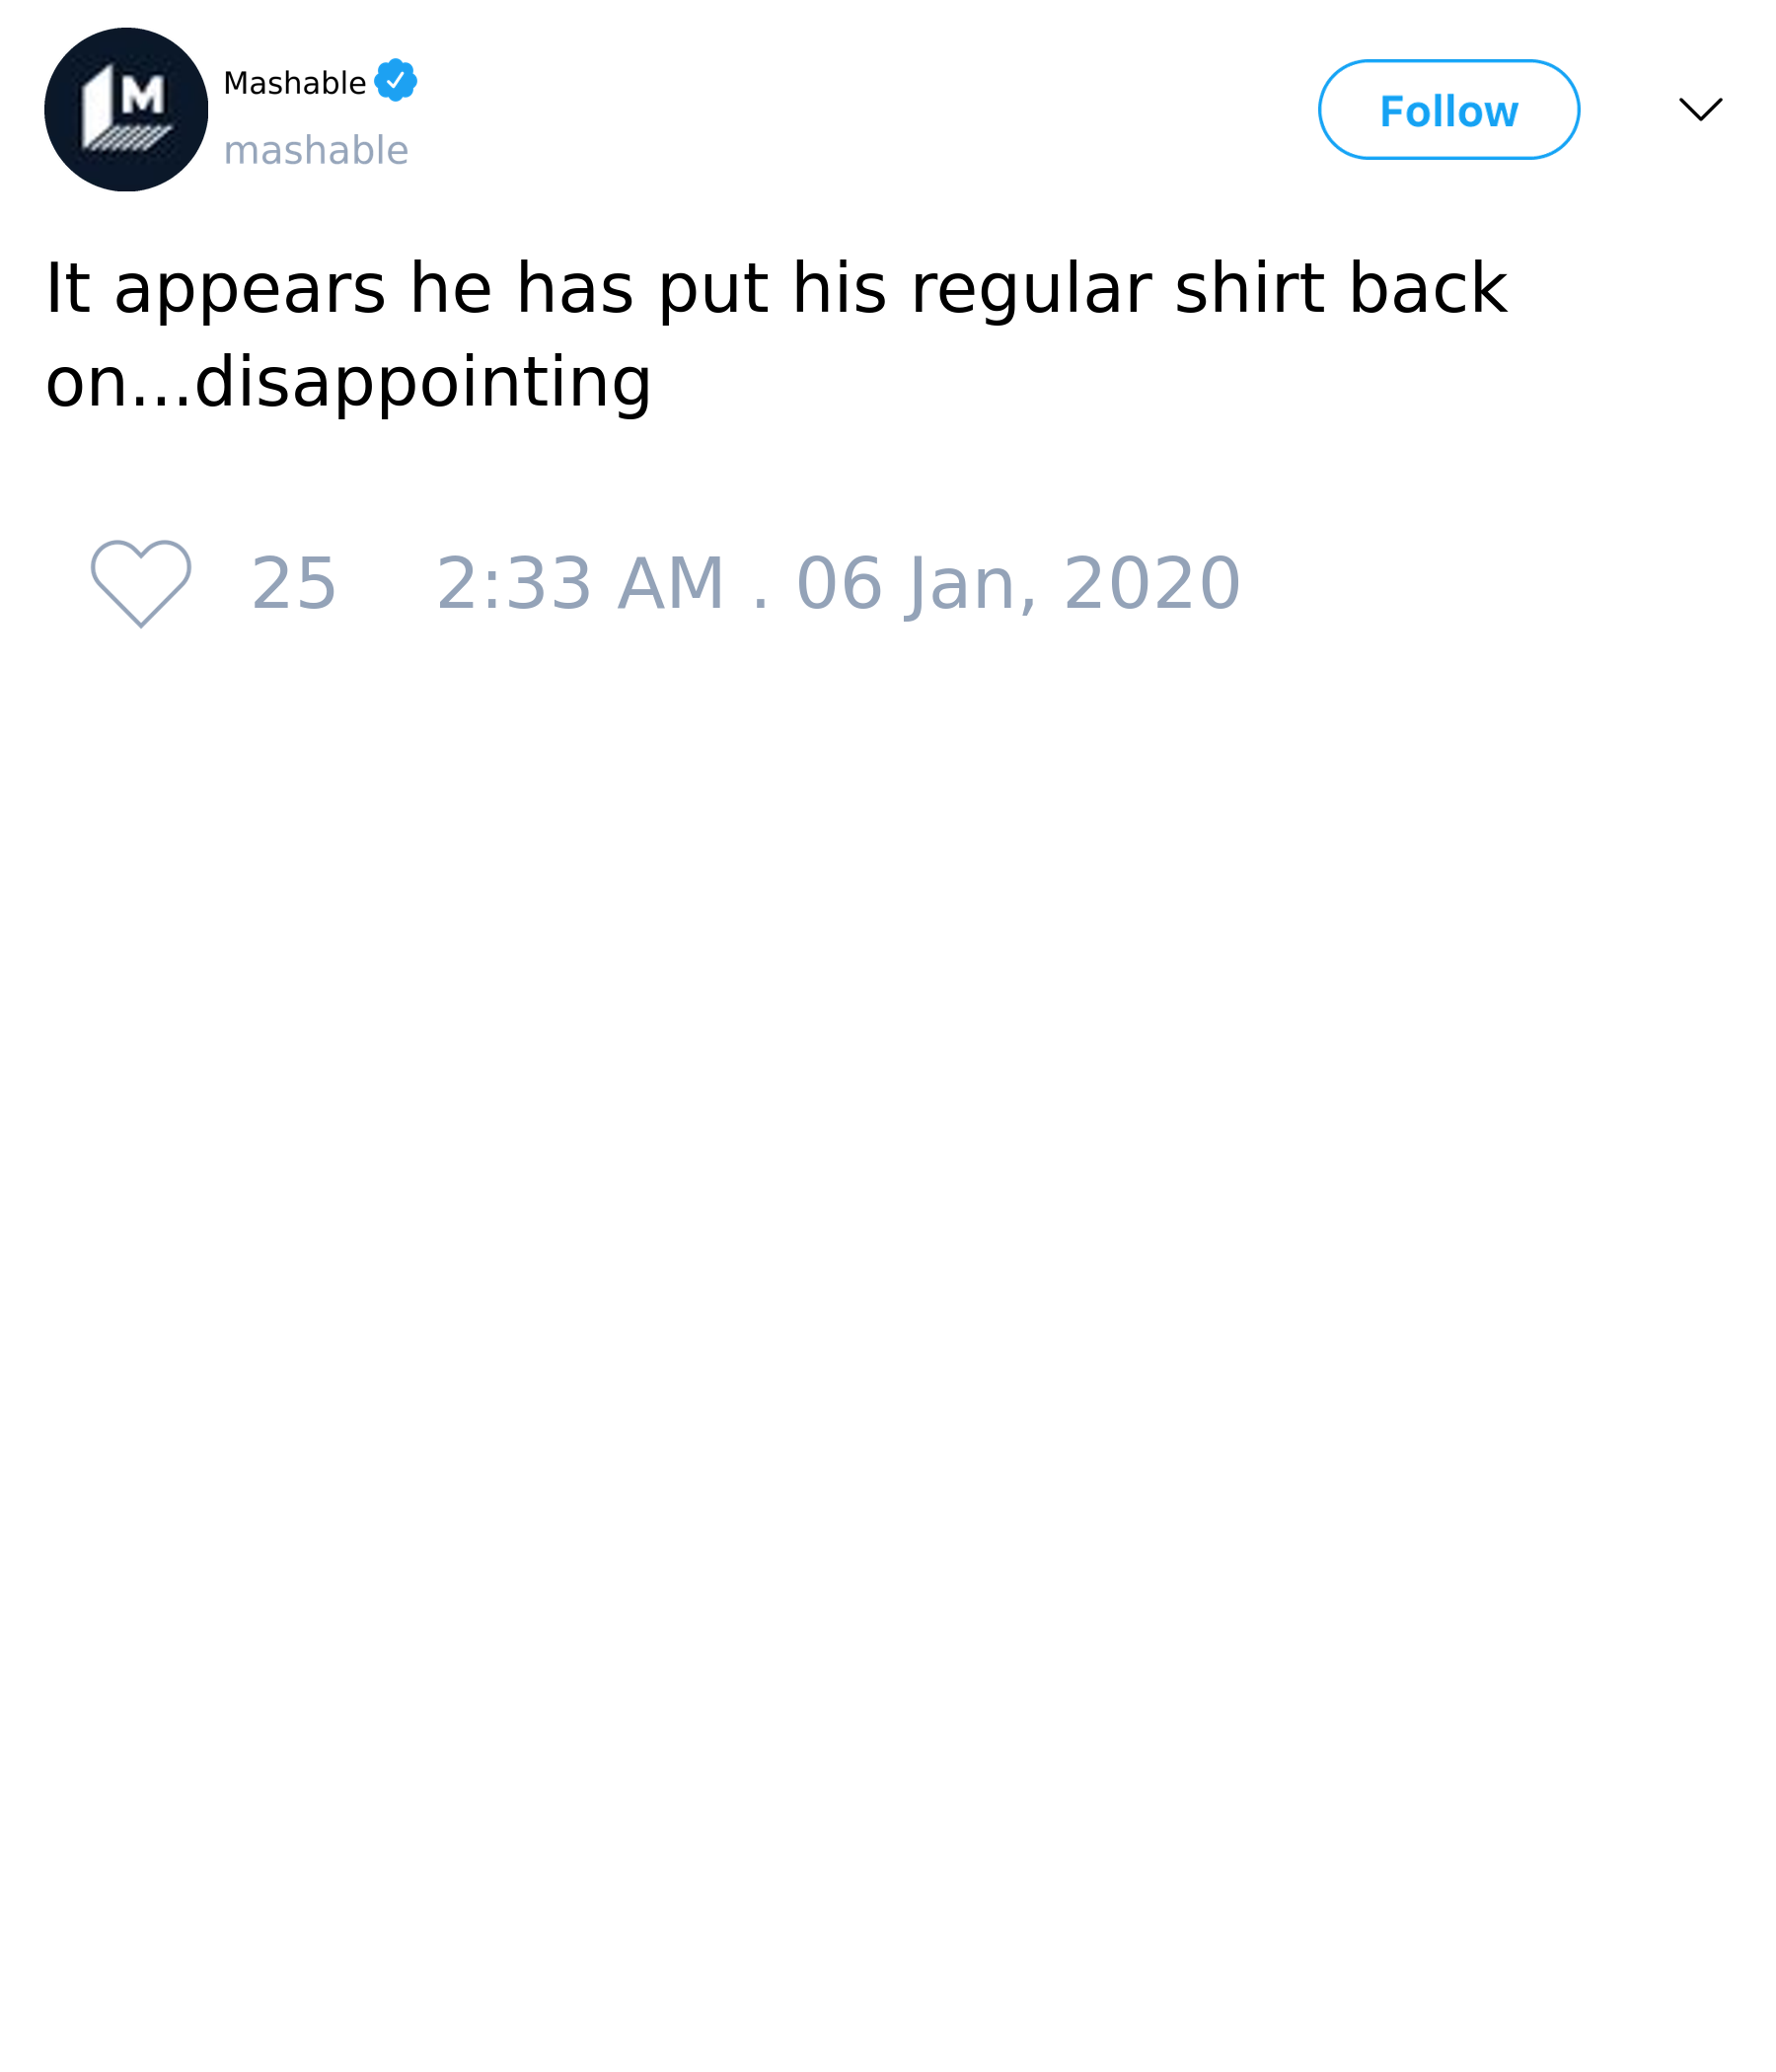 M
Mashable
mashable
Follow
It appears he has put his regular shirt back
on...disappointing
25 2:33 AM . 06 Jan, 2020